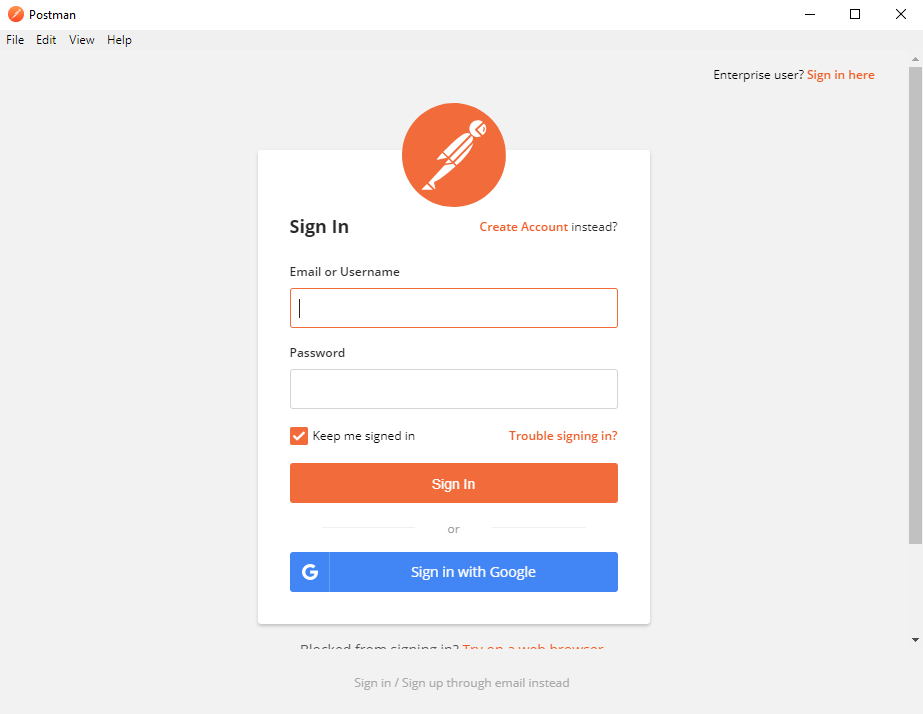 Postman
File Edit View Help
Enterprise user? Sign in here
Sign In
Create Account instead?
Email or Username
Password
Keep me signed in
Trouble signing in?
Sign In
or
G
Sign in with Google
Blocked from signing in? Try on a web browser
Sign in / Sign up through email instead